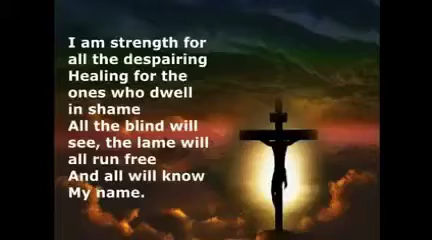 I am strength for
all the despairing
Healing for the
ones who dwell
in shame
All the blind will
see, the lame will
all run free
And all will know
My name.